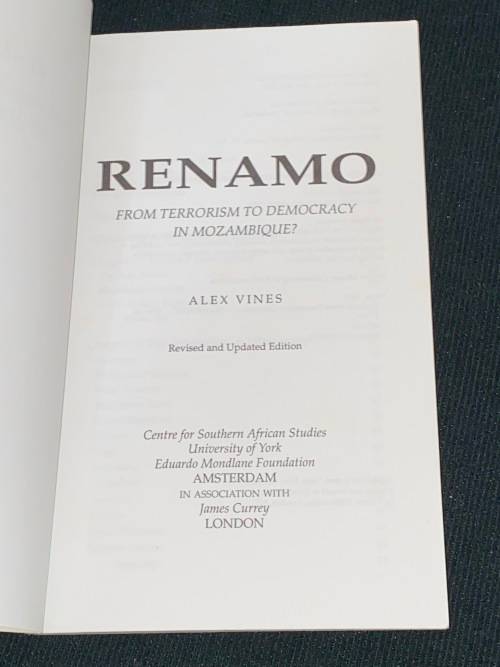 RENAMO
FROM TERRORISM TO DEMOCRACY
IN MOZAMBIQUE?
ALEX VINES
Revised and Updated Edition
Centre for Southern African Studies
University of York
Eduardo Mondlane Foundation
AMSTERDAM
IN ASSOCIATION WITH
James Currey
LONDON